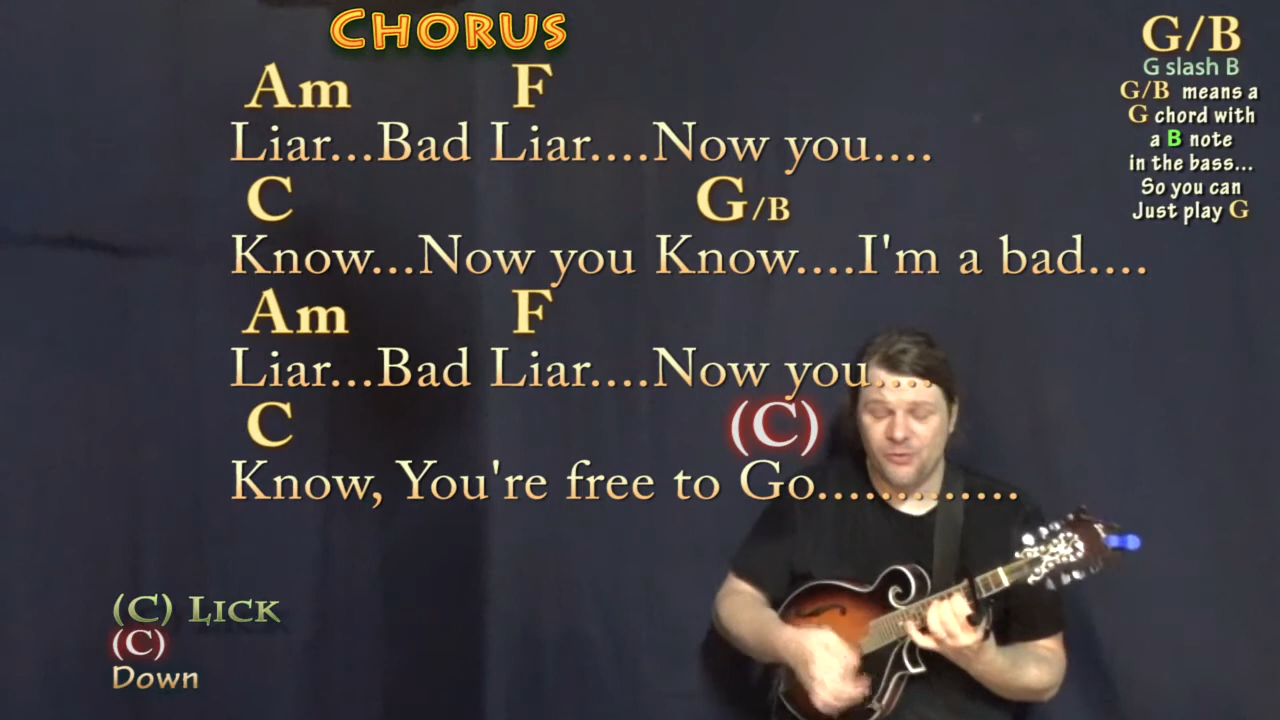 CHORUS
Am F
Liar...Bad Liar....Now you....
C G/B
Know...Now you Know....I'm a bad....
Am F
Liar...Bad Liar....Now you....
C (C)
Know, You're free to Go.............
G/B
G slash B
G/B means a
G chord with
a B note
in the bass...
So you can
Just play G
(C) LICK
(C)
Down